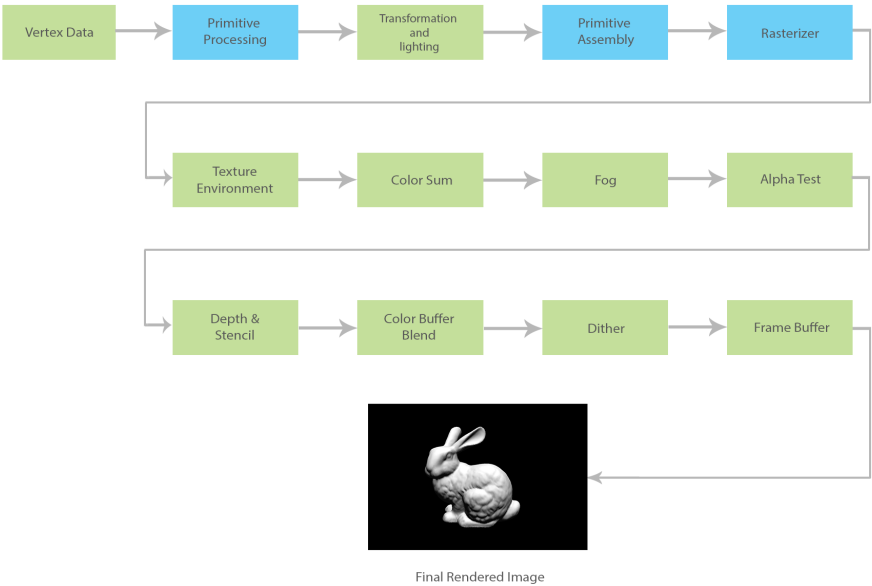 Vertex Data
Primitive
Processing
Transformation
and
lighting
Primitive
Assembly
Rasterizer
Texture
Environment
Color Sum
Fog
Alpha Test
Depth &
Stencil
Color Buffer
Blend
Dither
Frame Buffer
Final Rendered Image